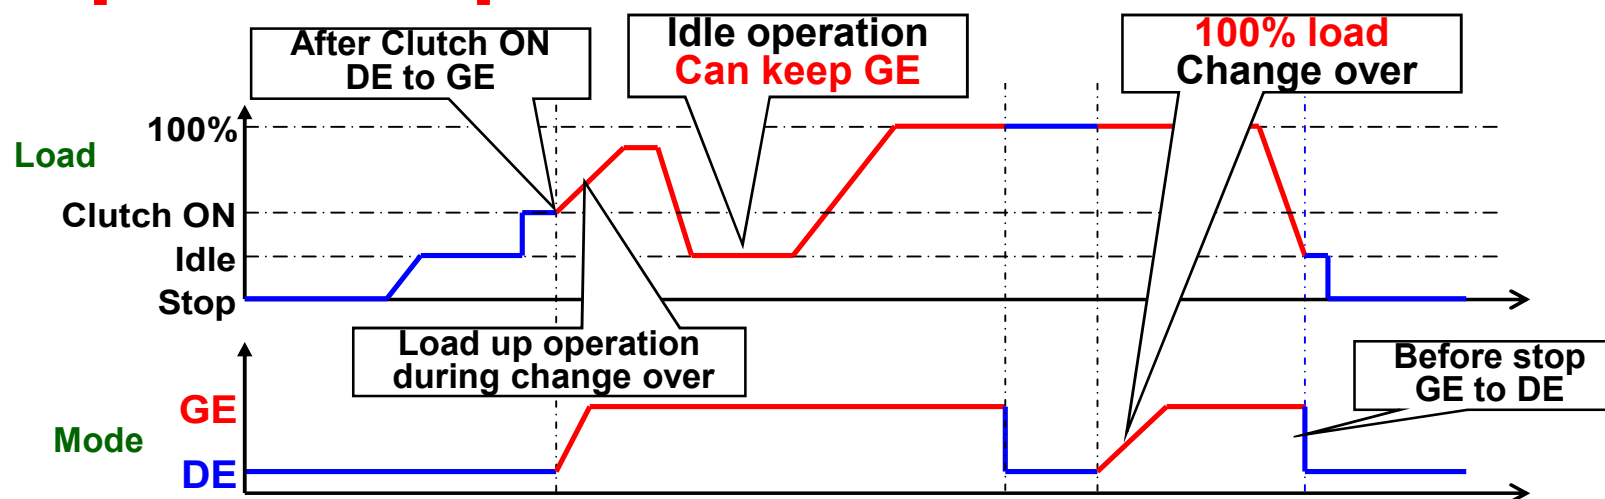 After Clutch ON
DE to GE
Idle operation
Can keep GE
100% load
Change over
Load
100%
Clutch ON
Idle
Stop
Load up operation
during change over
Before stop
GE to DE
Mode
GE
DE